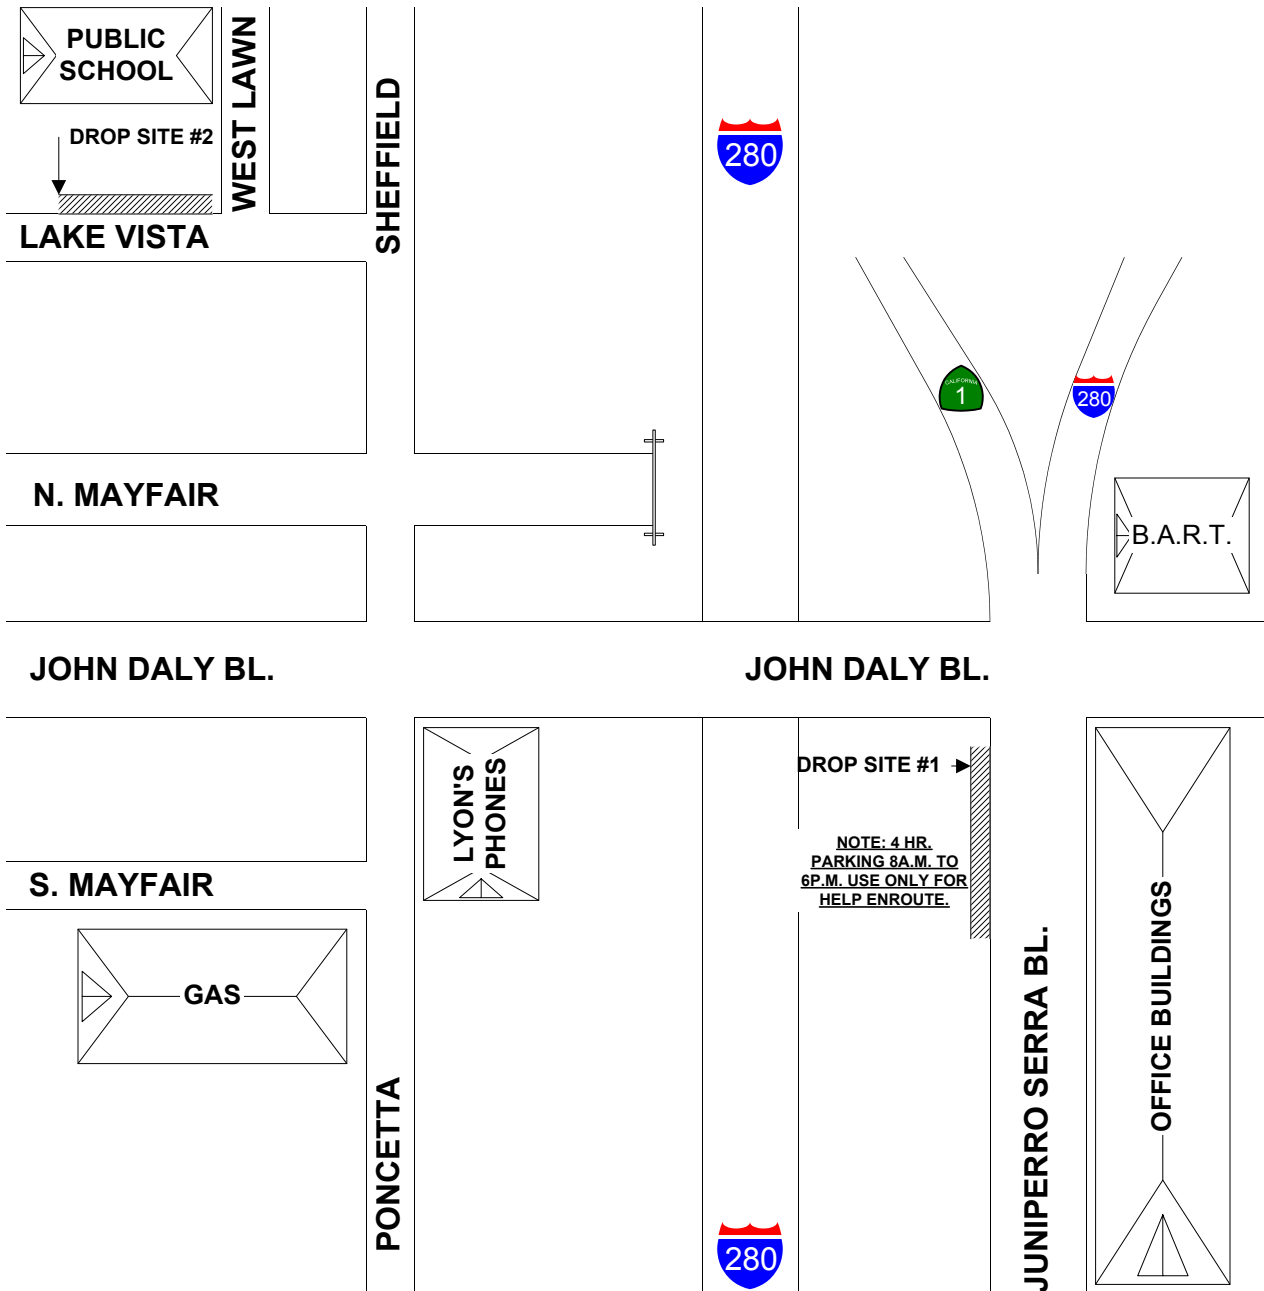 PUBLIC
SCHOOL
WEST LAWN
SHEFFIELD
DROP SITE #2
280
LAKE VISTA
CALIFORNIA
1
280
N. MAYFAIR
B.A.R.T.
JOHN DALY BL.
JOHN DALY BL.
LYON'S
PHONES
DROP SITE #1
NOTE: 4 HR.
PARKING 8A.M. TO
6P.M. USE ONLY FOR
HELP ENROUTE.
S. MAYFAIR
GAS
PONCETTA
280
JUNIPERRO SERRA BL.
OFFICE BUILDINGS